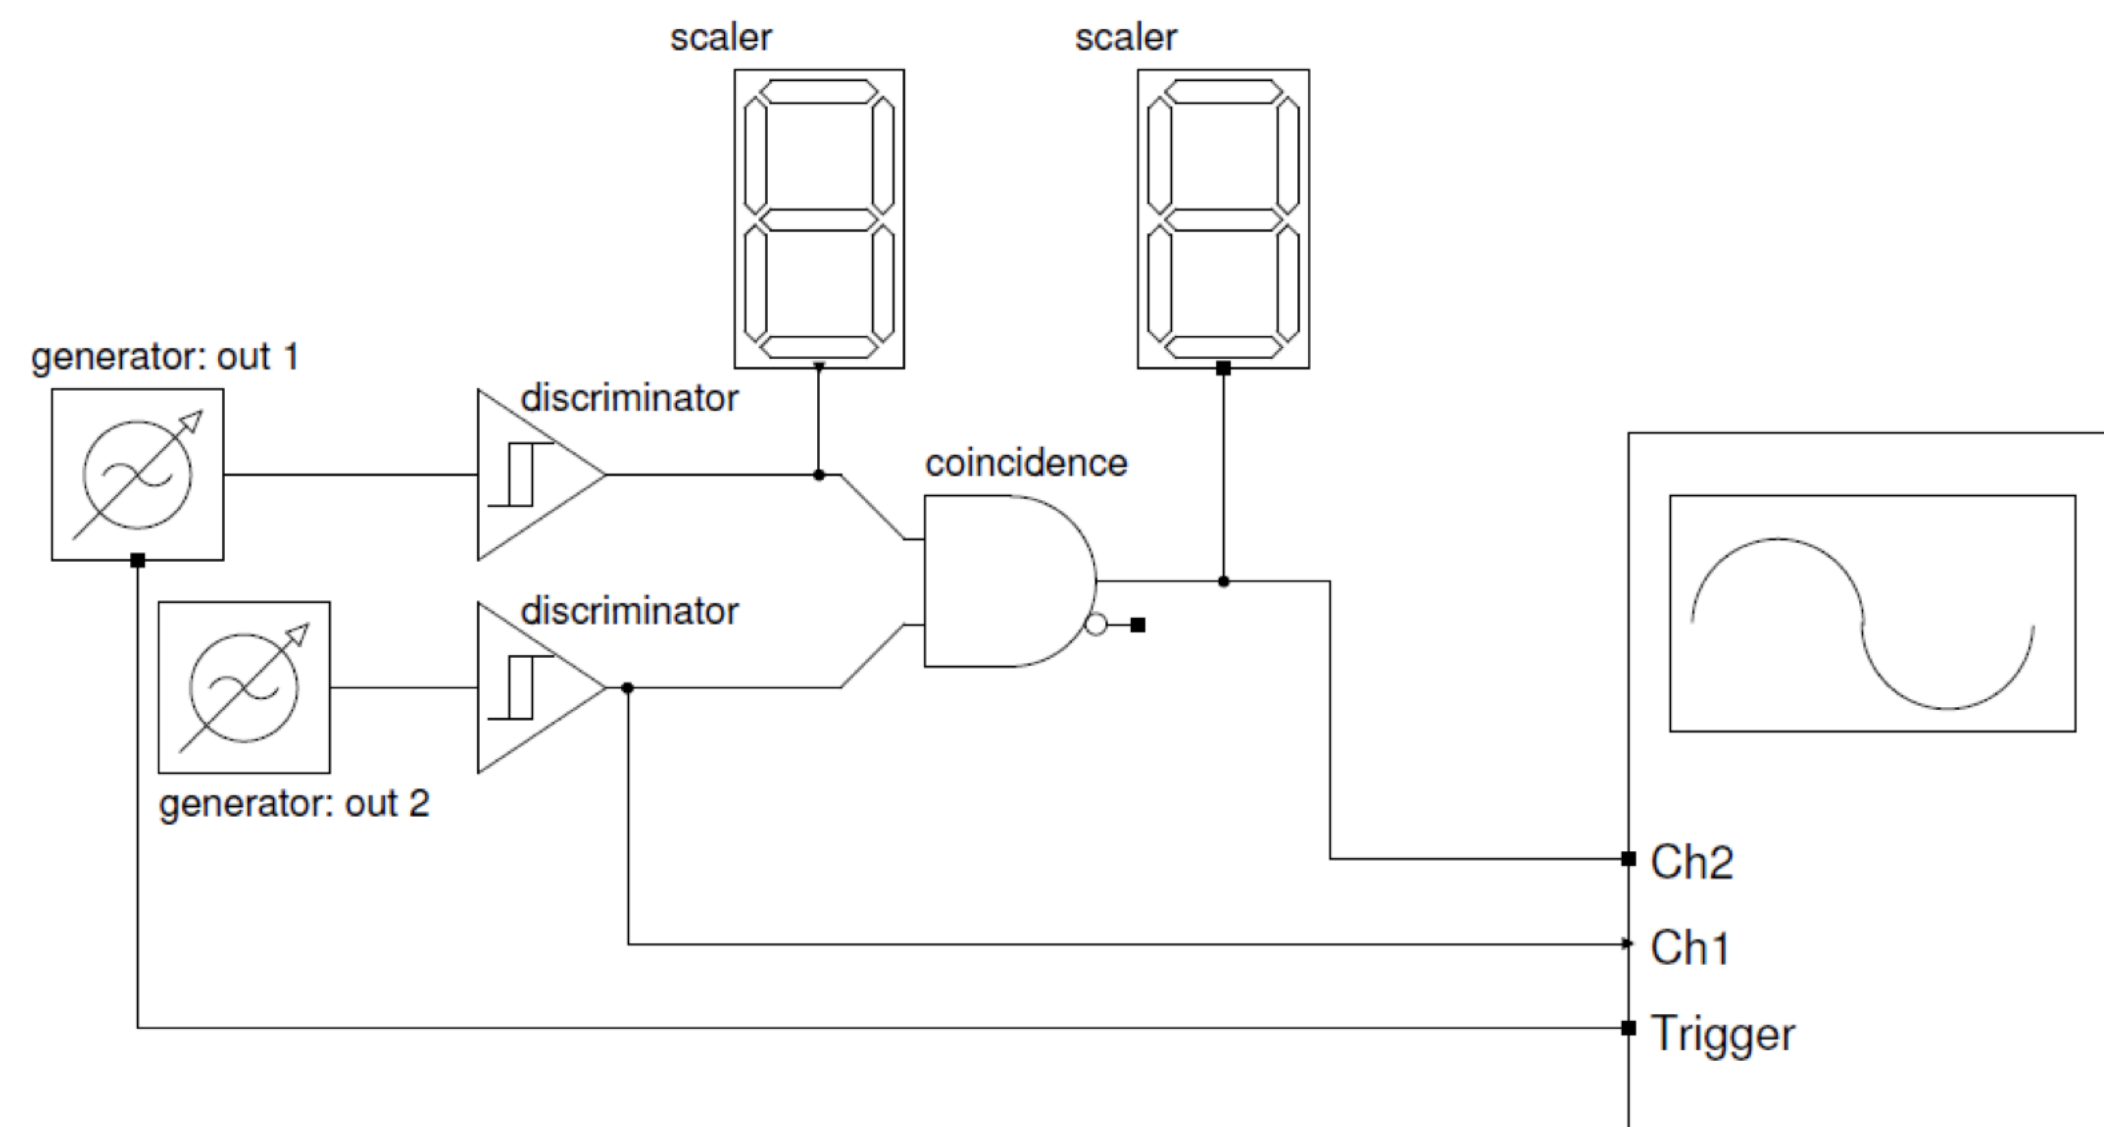 scaler
scaler
generator: out 1
discriminator
coincidence
discriminator
generator: out 2
Ch2
Ch1
Trigger